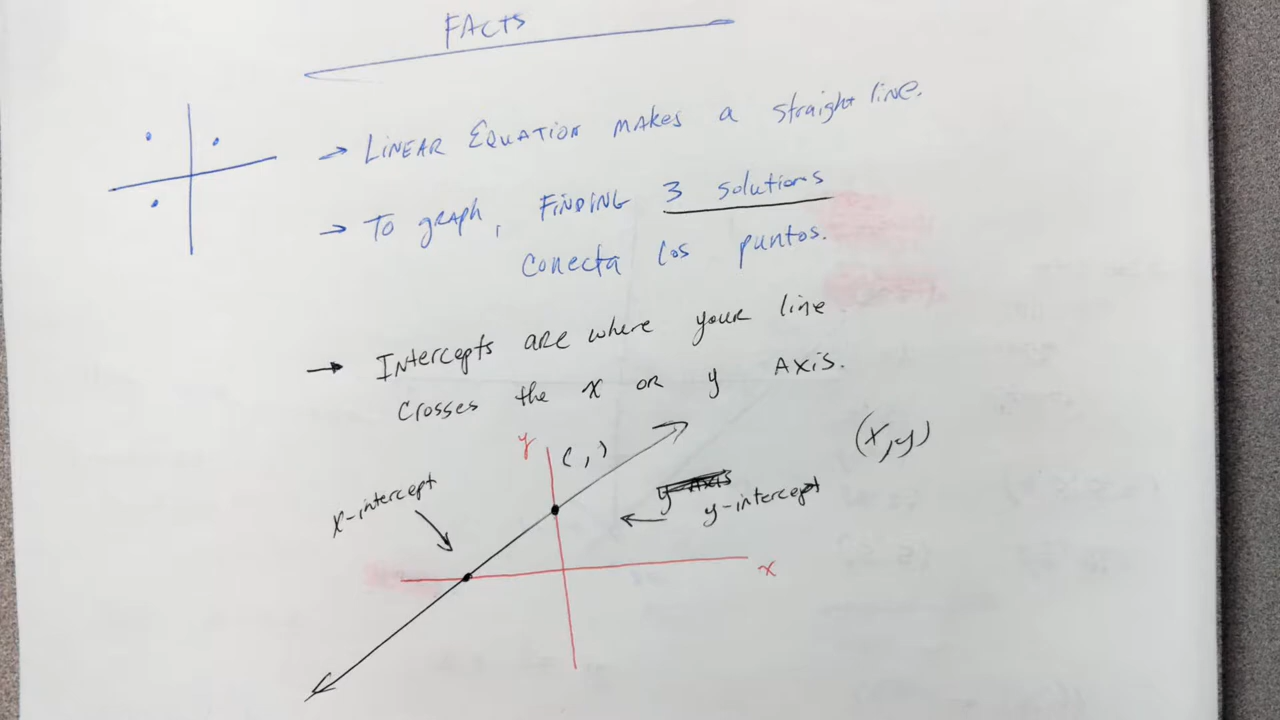 FACTS
→ LINEAR EQUATION MAKES a straight line.
→ To graph, FINDING 3 solutions
conecta los puntos.
→ Intercepts are where your line
crosses the x or y Axis.
y ( , ) (x,y)
x-intercept
y-Axis
y-intercept
x